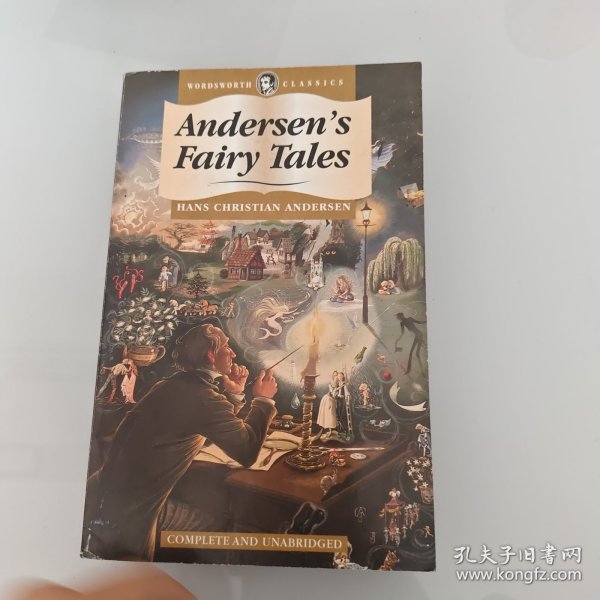 WORDSWORTH CLASSICS
Andersen's
Fairy Tales
HANS CHRISTIAN ANDERSEN
COMPLETE AND UNABRIDGED
孔夫子旧书网
www.kongfz.com